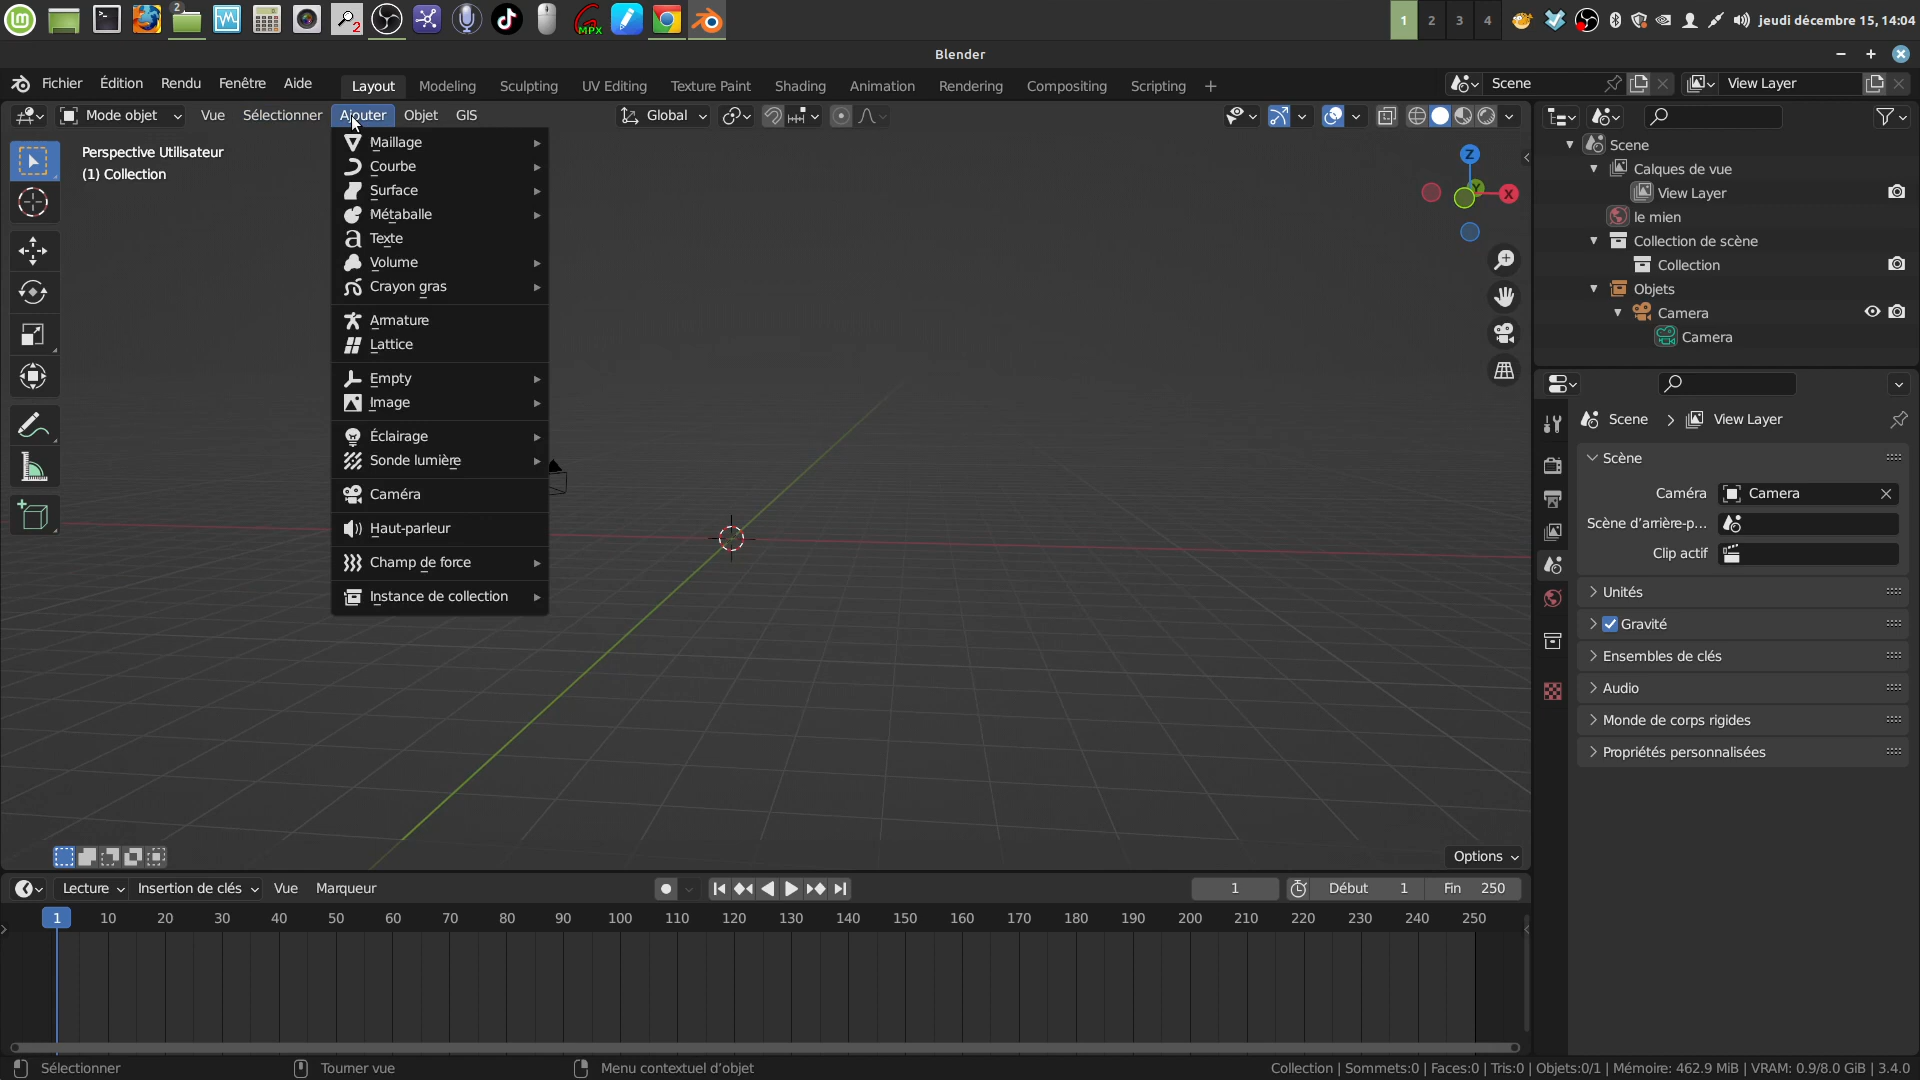 2
MPX
1 2 3 4
jeudi décembre 15, 14:04
Blender
Fichier Édition Rendu Fenêtre Aide
Layout Modeling Sculpting UV Editing Texture Paint Shading Animation Rendering Compositing Scripting +
Scene
View Layer
Mode objet Vue Sélectionner Ajouter Objet GIS
Global
Perspective Utilisateur
(1) Collection
Maillage
Courbe
Surface
Métaballe
Texte
Volume
Crayon gras
Armature
Lattice
Empty
Image
Éclairage
Sonde lumière
Caméra
Haut-parleur
Champ de force
Instance de collection
Z
Y
X
Options
Scene
Calques de vue
View Layer
le mien
Collection de scène
Collection
Objets
Camera
Camera
Scene > View Layer
Scène
Caméra Camera
Scène d'arrière-p...
Clip actif
Unités
Gravité
Ensembles de clés
Audio
Monde de corps rigides
Propriétés personnalisées
Lecture Insertion de clés Vue Marqueur
1
Début 1
Fin 250
1 10 20 30 40 50 60 70 80 90 100 110 120 130 140 150 160 170 180 190 200 210 220 230 240 250
Sélectionner
Tourner vue
Menu contextuel d'objet
Collection | Sommets:0 | Faces:0 | Tris:0 | Objets:0/1 | Mémoire: 462.9 MiB | VRAM: 0.9/8.0 GiB | 3.4.0